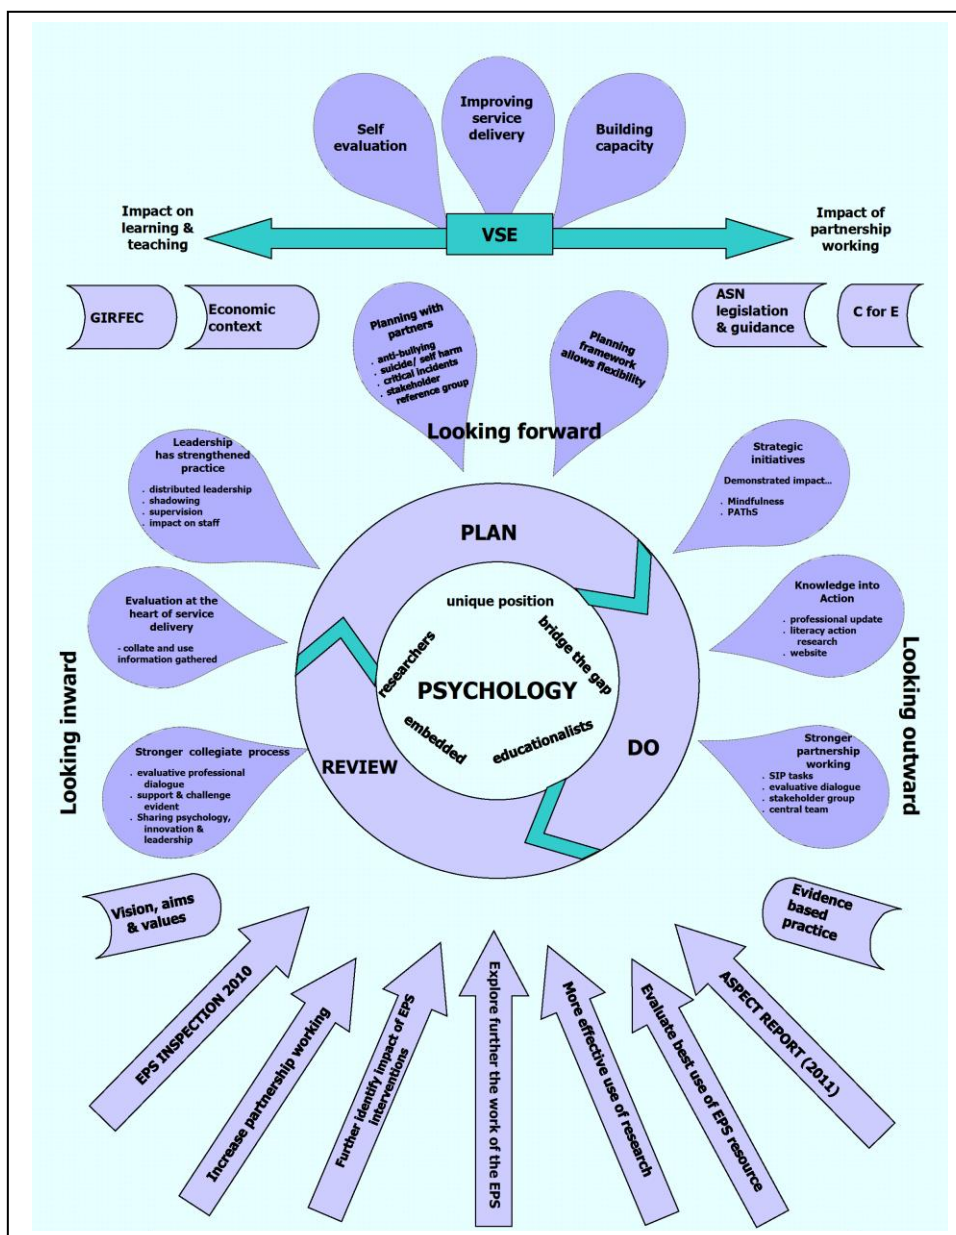 Self
evaluation
Improving
service
delivery
Building
capacity
Impact on
learning &
teaching
VSE
Impact of
partnership
working
GIRFEC
Economic
context
ASN
legislation
& guidance
C for E
Planning with
partners
. anti-bullying
. suicide/ self harm
. critical incidents
. stakeholder
reference group
Planning
framework
allows flexibility
Looking forward
Leadership
has strengthened
practice
. distributed leadership
. shadowing
. supervision
. impact on staff
Strategic
initiatives
Demonstrated impact...
. Mindfulness
. PAThS
PLAN
unique position
bridge the gap
researchers
PSYCHOLOGY
embedded
educationalists
DO
REVIEW
Evaluation at the
heart of service
delivery
- collate and use
information gathered
Knowledge into
Action
. professional update
. literacy action
research
. website
Looking inward
Looking outward
Stronger collegiate process
. evaluative professional
dialogue
. support & challenge
evident
. Sharing psychology,
innovation &
leadership
Stronger
partnership
working
. SIP tasks
. evaluative dialogue
. stakeholder group
. central team
Vision, aims
& values
Evidence
based
practice
EPS INSPECTION 2010
Increase partnership working
Further identify impact of EPS
interventions
Explore further the work of the EPS
More effective use of research
Evaluate best use of EPS resource
ASPECT REPORT (2011)